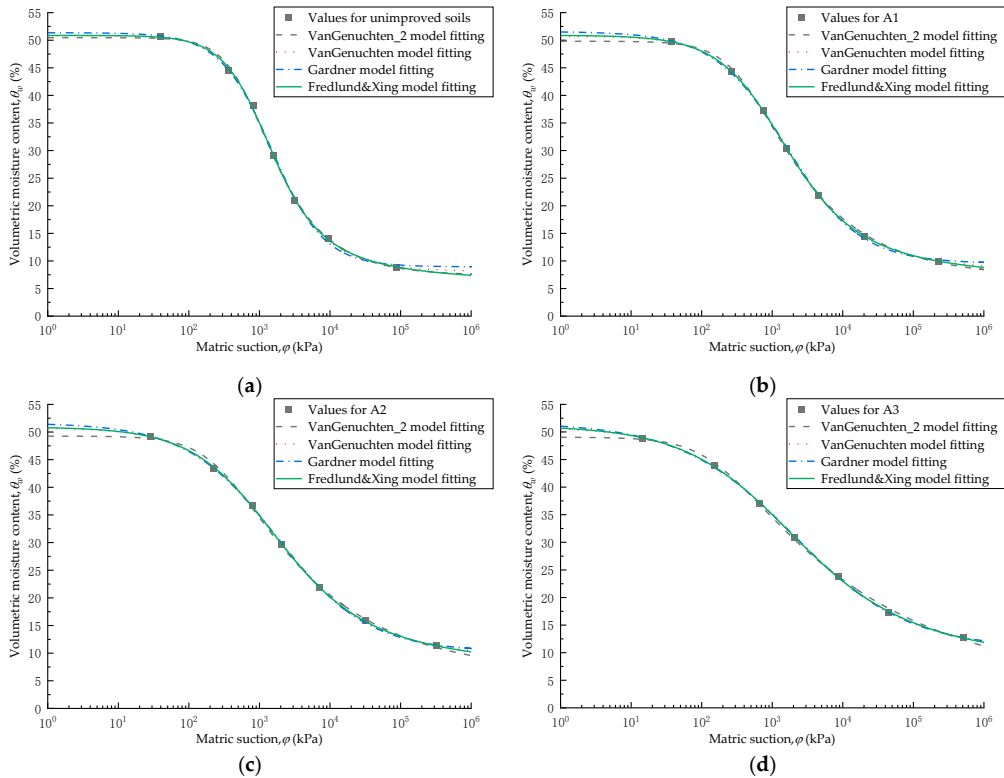 55
50
45
40
35
30
25
20
15
10
5
0
Volumetric moisture content, θw (%)
10⁰ 10¹ 10² 10³ 10⁴ 10⁵ 10⁶
Matric suction, φ (kPa)
Values for unimproved soils
VanGenuchten_2 model fitting
VanGenuchten model fitting
Gardner model fitting
Fredlund&Xing model fitting
(a)
55
50
45
40
35
30
25
20
15
10
5
0
Volumetric moisture content, θw (%)
10⁰ 10¹ 10² 10³ 10⁴ 10⁵ 10⁶
Matric suction, φ (kPa)
Values for A1
VanGenuchten_2 model fitting
VanGenuchten model fitting
Gardner model fitting
Fredlund&Xing model fitting
(b)
55
50
45
40
35
30
25
20
15
10
5
0
Volumetric moisture content, θw (%)
10⁰ 10¹ 10² 10³ 10⁴ 10⁵ 10⁶
Matric suction, φ (kPa)
Values for A2
VanGenuchten_2 model fitting
VanGenuchten model fitting
Gardner model fitting
Fredlund&Xing model fitting
(c)
55
50
45
40
35
30
25
20
15
10
5
0
Volumetric moisture content, θw (%)
10⁰ 10¹ 10² 10³ 10⁴ 10⁵ 10⁶
Matric suction, φ (kPa)
Values for A3
VanGenuchten_2 model fitting
VanGenuchten model fitting
Gardner model fitting
Fredlund&Xing model fitting
(d)